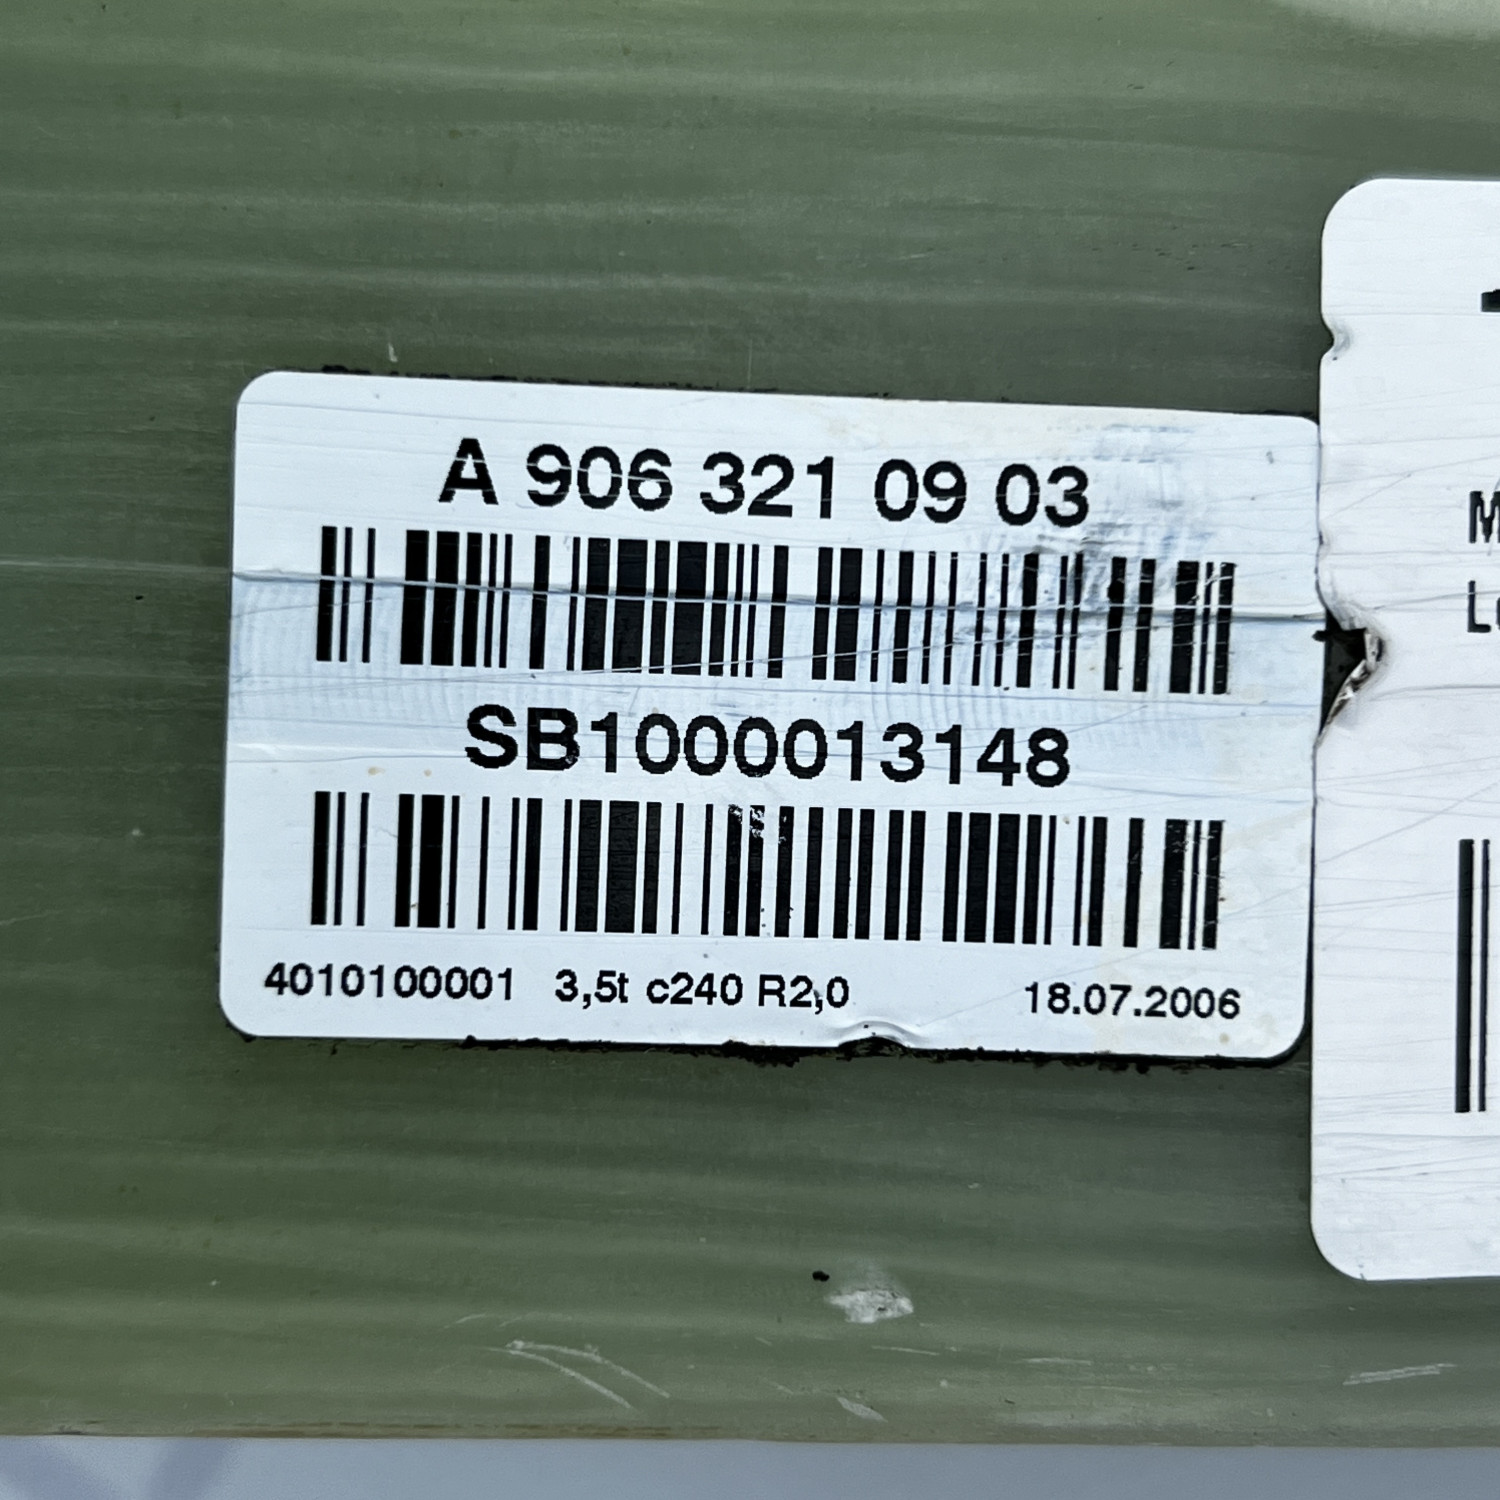 A 906 321 09 03
SB1000013148
4010100001 3,5t c240 R2,0 18.07.2006